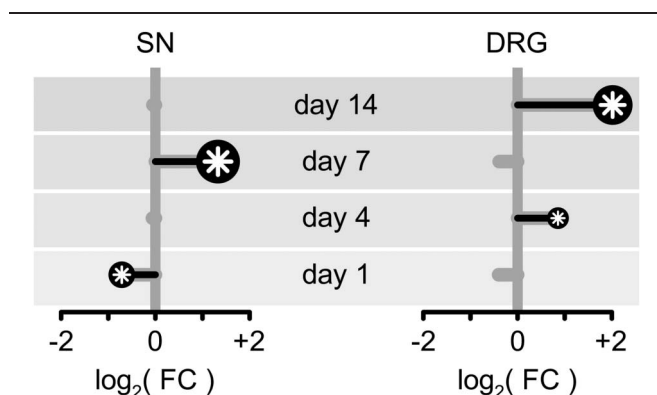 SN DRG
day 14
day 7
day 4
day 1
-2 0 +2 -2 0 +2
log₂( FC ) log₂( FC )